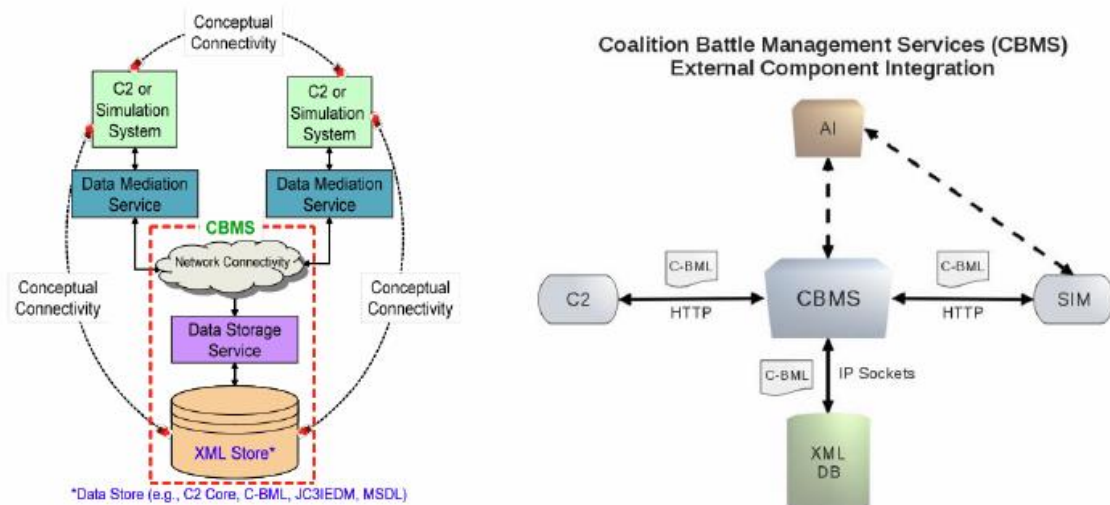 Conceptual
Connectivity
C2 or
Simulation
System
C2 or
Simulation
System
Data Mediation
Service
Data Mediation
Service
CBMS
Network Connectivity
Conceptual
Connectivity
Conceptual
Connectivity
Data Storage
Service
XML Store*
*Data Store (e.g., C2 Core, C-BML, JC3IEDM, MSDL)
Coalition Battle Management Services (CBMS)
External Component Integration
AI
C-BML
C-BML
C2
HTTP
CBMS
HTTP
SIM
C-BML
IP Sockets
XML
DB